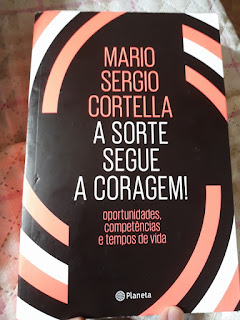 MARIO
SERGIO
CORTELLA
A SORTE
SEGUE
A CORAGEM!
oportunidades,
competências
e tempos de vida
Planeta